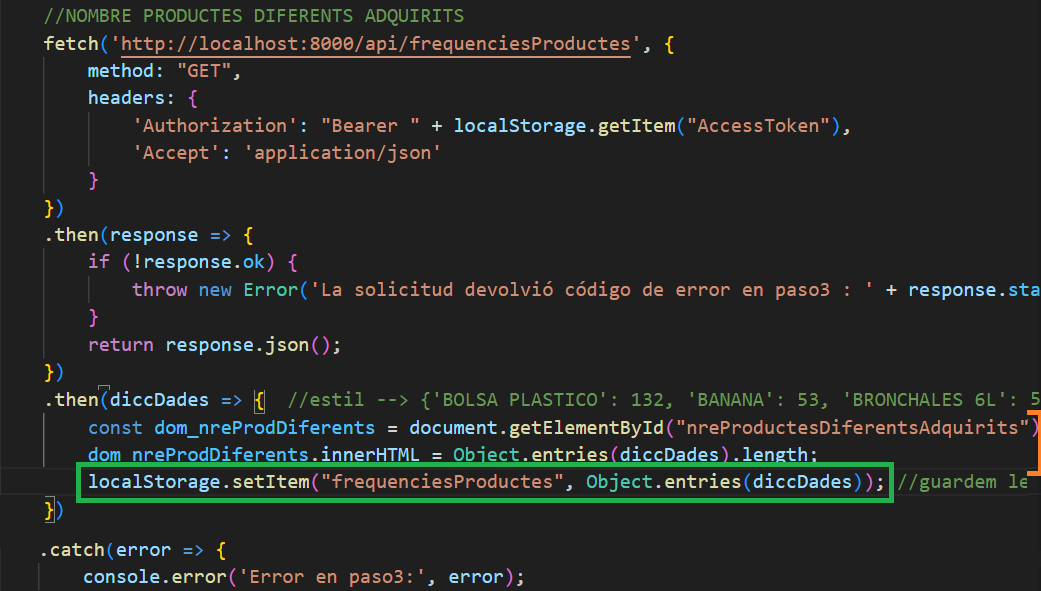 //NOMBRE PRODUCTES DIFERENTS ADQUIRITS
fetch('http://localhost:8000/api/frequenciesProductes', {
method: "GET",
headers: {
'Authorization': "Bearer " + localStorage.getItem("AccessToken"),
'Accept': 'application/json'
}
})
.then(response => {
if (!response.ok) {
throw new Error('La solicitud devolvió código de error en paso3 : ' + response.sta
}
return response.json();
})
.then(diccDades => { //estil --> {'BOLSA PLASTICO': 132, 'BANANA': 53, 'BRONCHALES 6L': 5
const dom_nreProdDiferents = document.getElementById("nreProductesDiferentsAdquirits")
dom_nreProdDiferents.innerHTML = Object.entries(diccDades).length;
localStorage.setItem("frequenciesProductes", Object.entries(diccDades)); //guardem le
})
.catch(error => {
console.error('Error en paso3:', error);